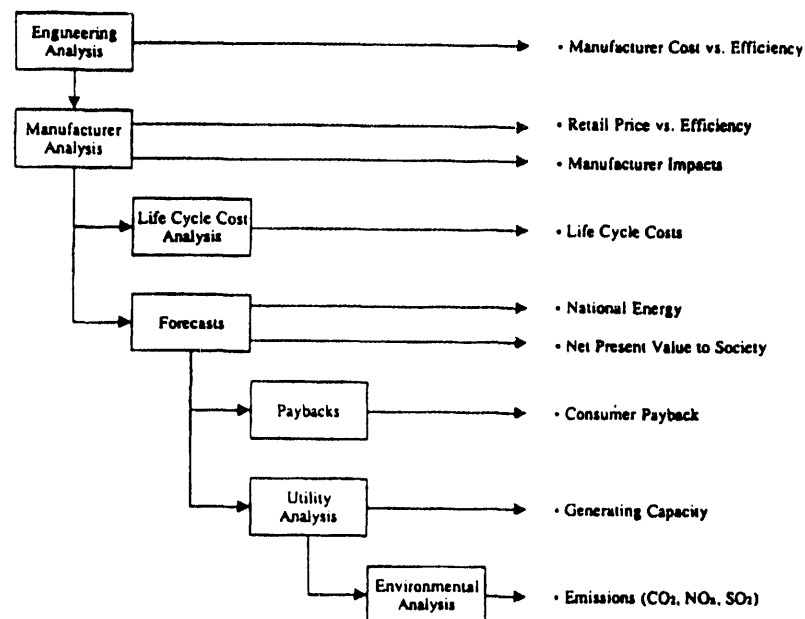 Engineering
Analysis
• Manufacturer Cost vs. Efficiency
Manufacturer
Analysis
• Retail Price vs. Efficiency
• Manufacturer Impacts
Life Cycle Cost
Analysis
• Life Cycle Costs
Forecasts
• National Energy
• Net Present Value to Society
Paybacks
• Consumer Payback
Utility
Analysis
• Generating Capacity
Environmental
Analysis
• Emissions (CO₂, NOₓ, SO₂)